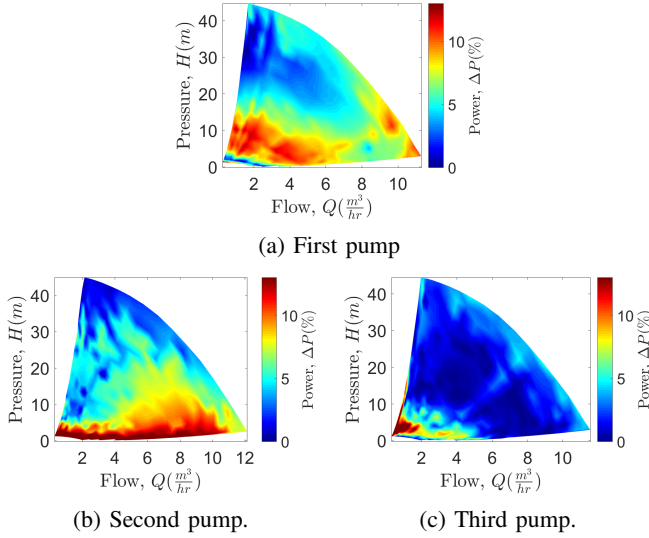 40
30
20
10
0
Pressure, H(m)
2 4 6 8 10
Flow, Q(m³/hr)
10
5
0
Power, ΔP(%)
(a) First pump
40
30
20
10
0
Pressure, H(m)
2 4 6 8 10 12
Flow, Q(m³/hr)
10
5
0
Power, ΔP(%)
(b) Second pump.
40
30
20
10
0
Pressure, H(m)
0 2 4 6 8 10
Flow, Q(m³/hr)
10
5
0
Power, ΔP(%)
(c) Third pump.